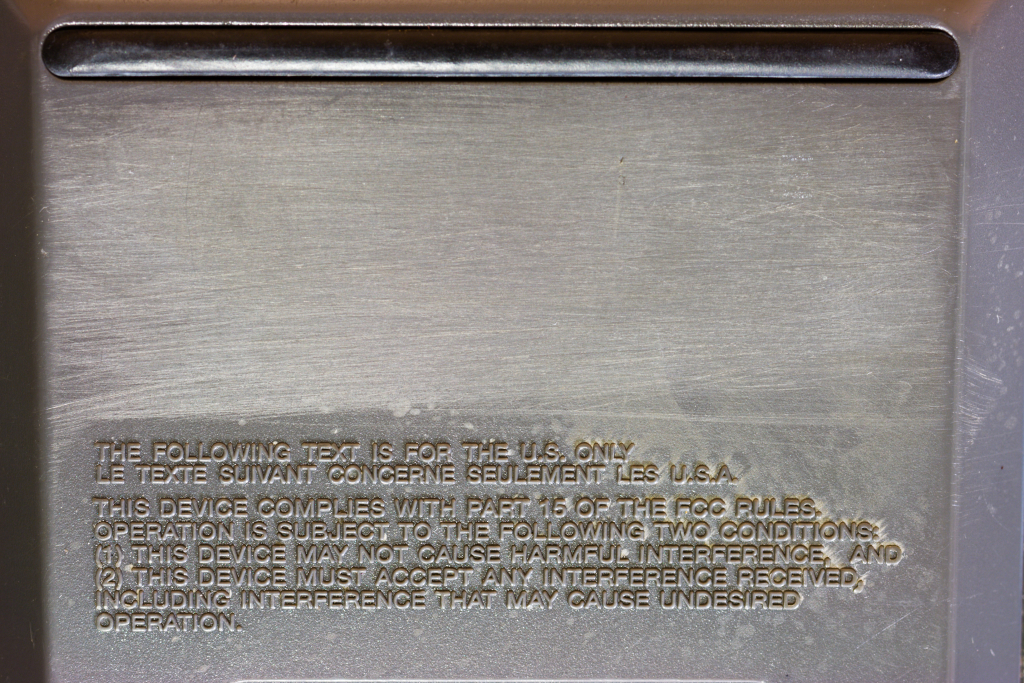 THE FOLLOWING TEXT IS FOR THE U.S. ONLY
LE TEXTE SUIVANT CONCERNE SEULEMENT LES U.S.A.
THIS DEVICE COMPLIES WITH PART 15 OF THE FCC RULES.
OPERATION IS SUBJECT TO THE FOLLOWING TWO CONDITIONS:
(1) THIS DEVICE MAY NOT CAUSE HARMFUL INTERFERENCE, AND
(2) THIS DEVICE MUST ACCEPT ANY INTERFERENCE RECEIVED,
INCLUDING INTERFERENCE THAT MAY CAUSE UNDESIRED
OPERATION.